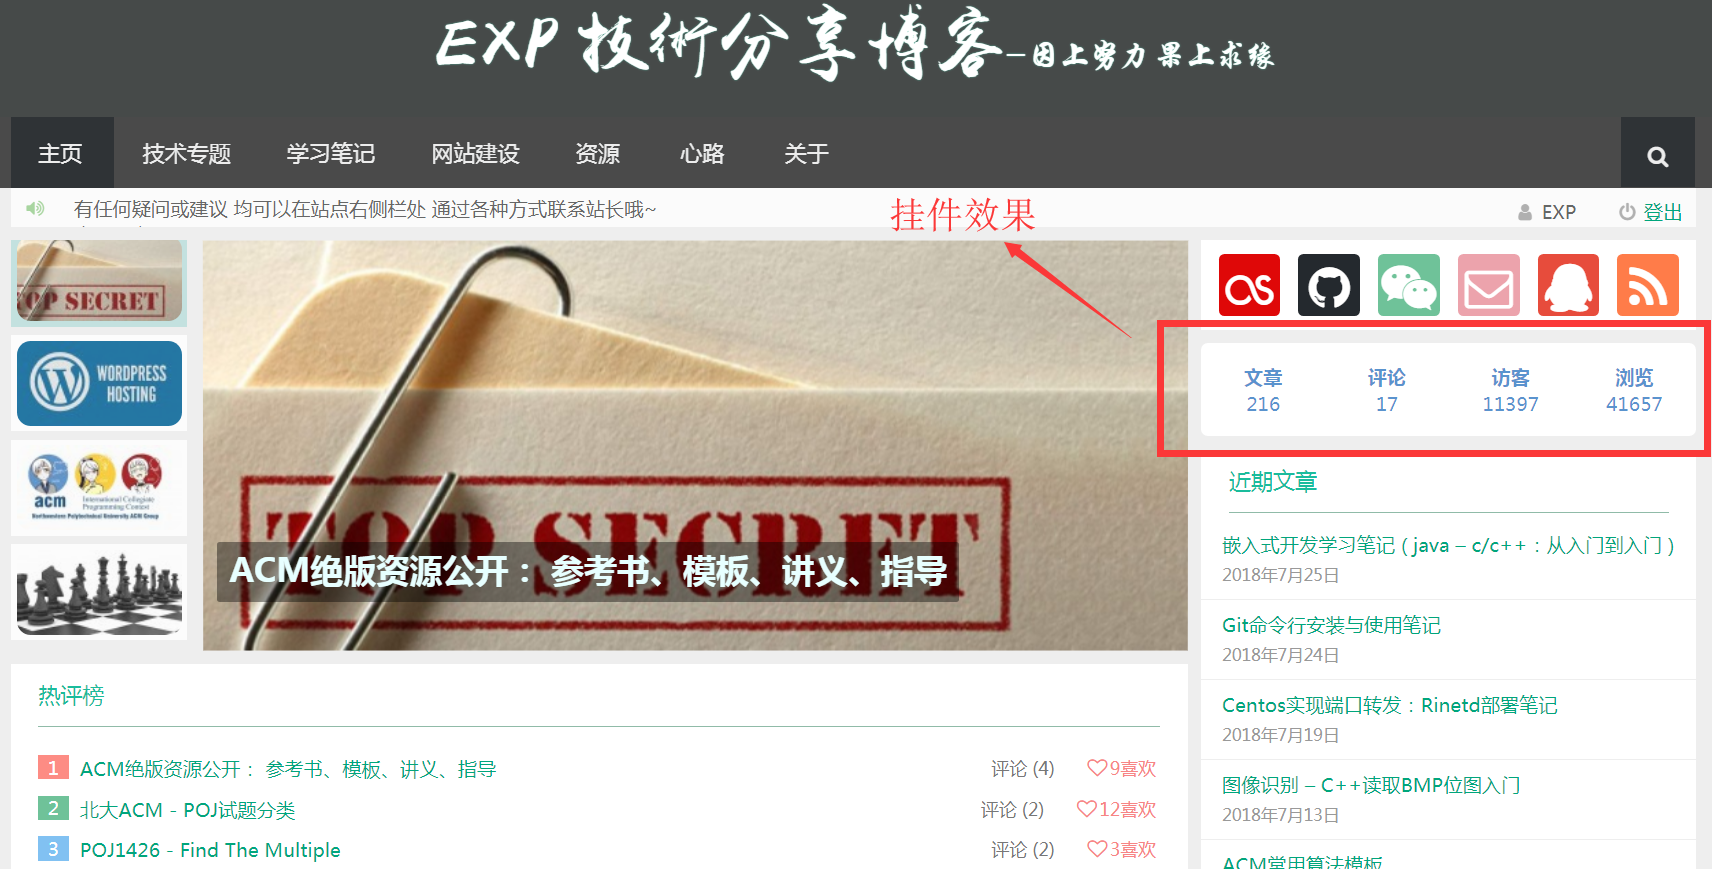 EXP 技術分享博客—因上努力 果上求缘
主页 技术专题 学习笔记 网站建设 资源 心路 关于
有任何疑问或建议 均可以在站点右侧栏处 通过各种方式联系站长哦~
挂件效果
EXP 登出
TOP SECRET
WORDPRESS HOSTING
acm
International Collegiate
Programming Contest
Northwestern Polytechnical University ACM Group
TOP SECRET
ACM绝版资源公开： 参考书、模板、讲义、指导
文章 评论 访客 浏览
216 17 11397 41657
近期文章
嵌入式开发学习笔记 ( java – c/c++：从入门到入门 )
2018年7月25日
Git命令行安装与使用笔记
2018年7月24日
Centos实现端口转发：Rinetd部署笔记
2018年7月19日
图像识别 – C++读取BMP位图入门
2018年7月13日
ACM常用算法模板
热评榜
1 ACM绝版资源公开： 参考书、模板、讲义、指导 评论 (4) 9喜欢
2 北大ACM - POJ试题分类 评论 (2) 12喜欢
3 POJ1426 - Find The Multiple 评论 (2) 3喜欢